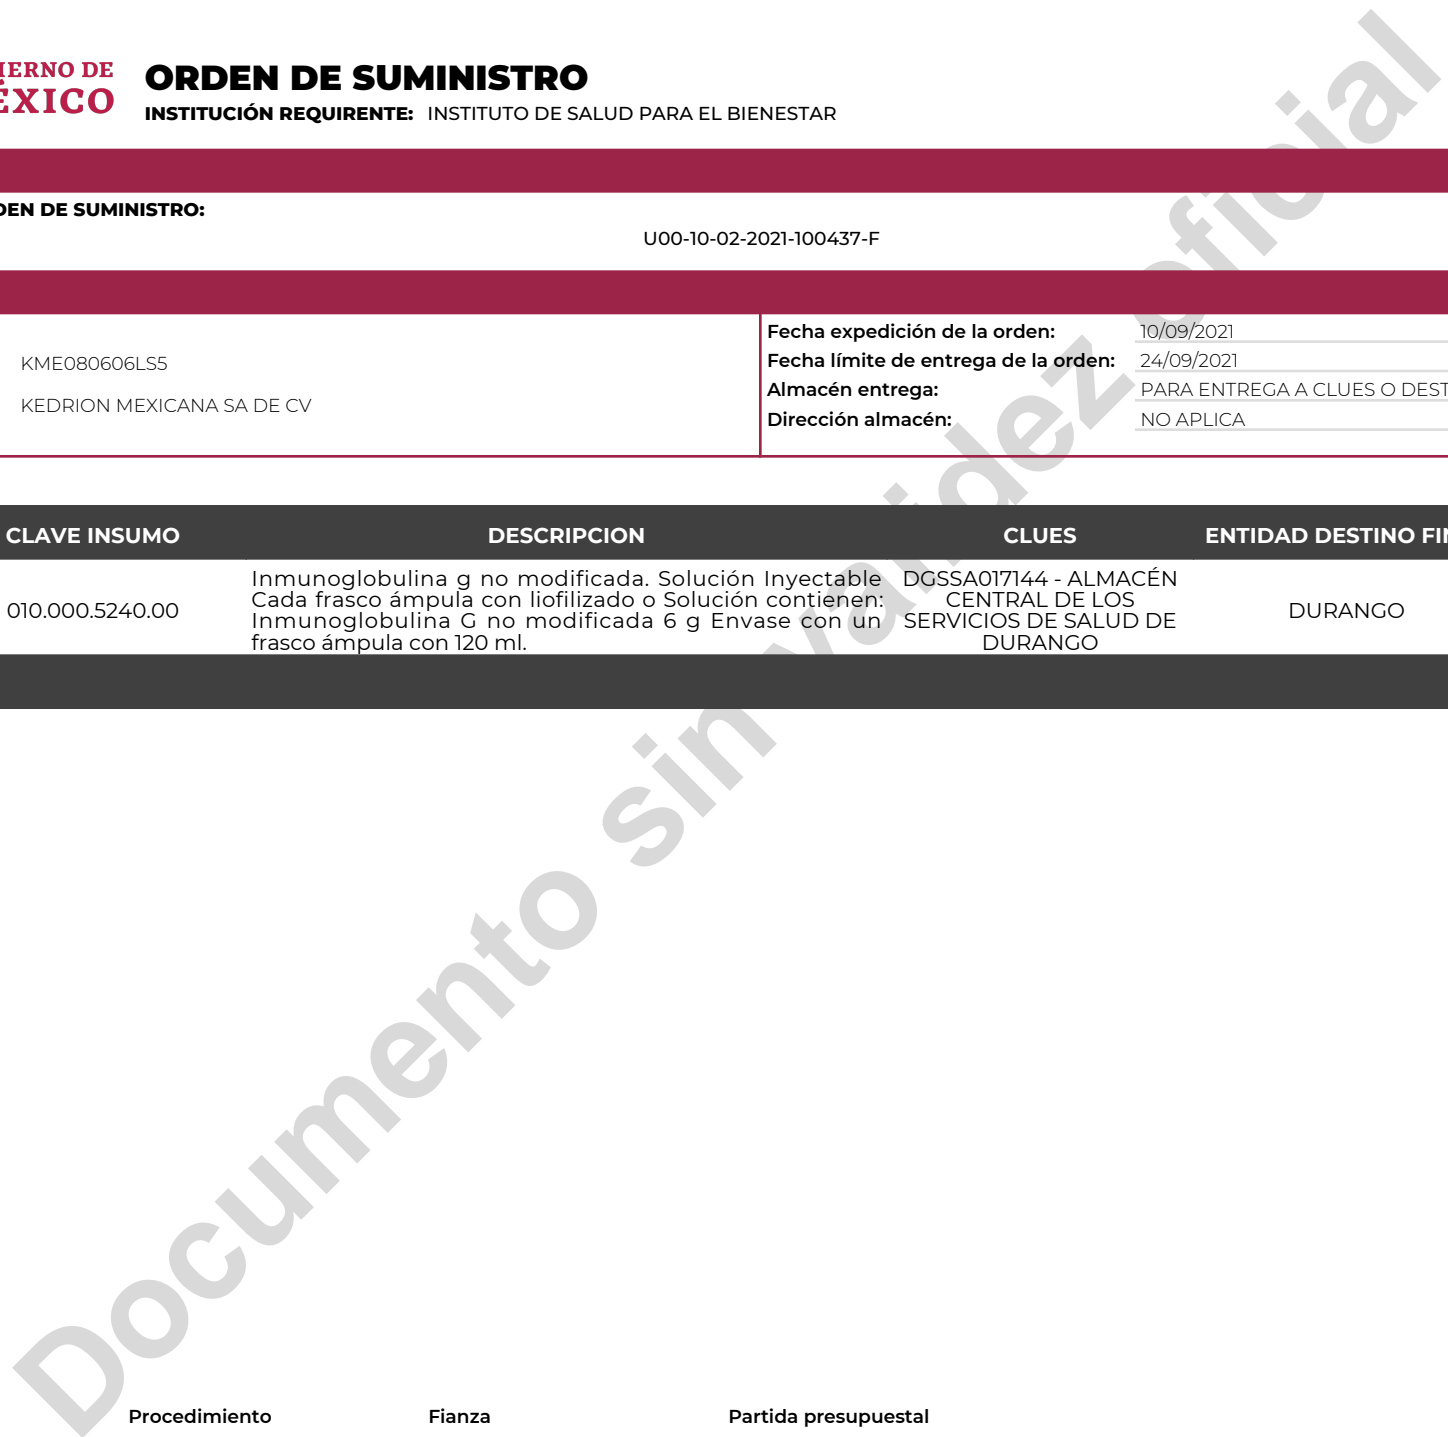 IERNO DE
ÉXICO
ORDEN DE SUMINISTRO
INSTITUCIÓN REQUIRENTE: INSTITUTO DE SALUD PARA EL BIENESTAR
DEN DE SUMINISTRO:
U00-10-02-2021-100437-F
KME080606LS5
KEDRION MEXICANA SA DE CV
Fecha expedición de la orden: 10/09/2021
Fecha límite de entrega de la orden: 24/09/2021
Almacén entrega: PARA ENTREGA A CLUES O DEST
Dirección almacén: NO APLICA
CLAVE INSUMO DESCRIPCION CLUES ENTIDAD DESTINO FIN
010.000.5240.00
Inmunoglobulina g no modificada. Solución Inyectable
Cada frasco ámpula con liofilizado o Solución contienen:
Inmunoglobulina G no modificada 6 g Envase con un
frasco ámpula con 120 ml.
DGSSA017144 - ALMACÉN
CENTRAL DE LOS
SERVICIOS DE SALUD DE
DURANGO
DURANGO
Documento sin validez oficial
Procedimiento Fianza Partida presupuestal